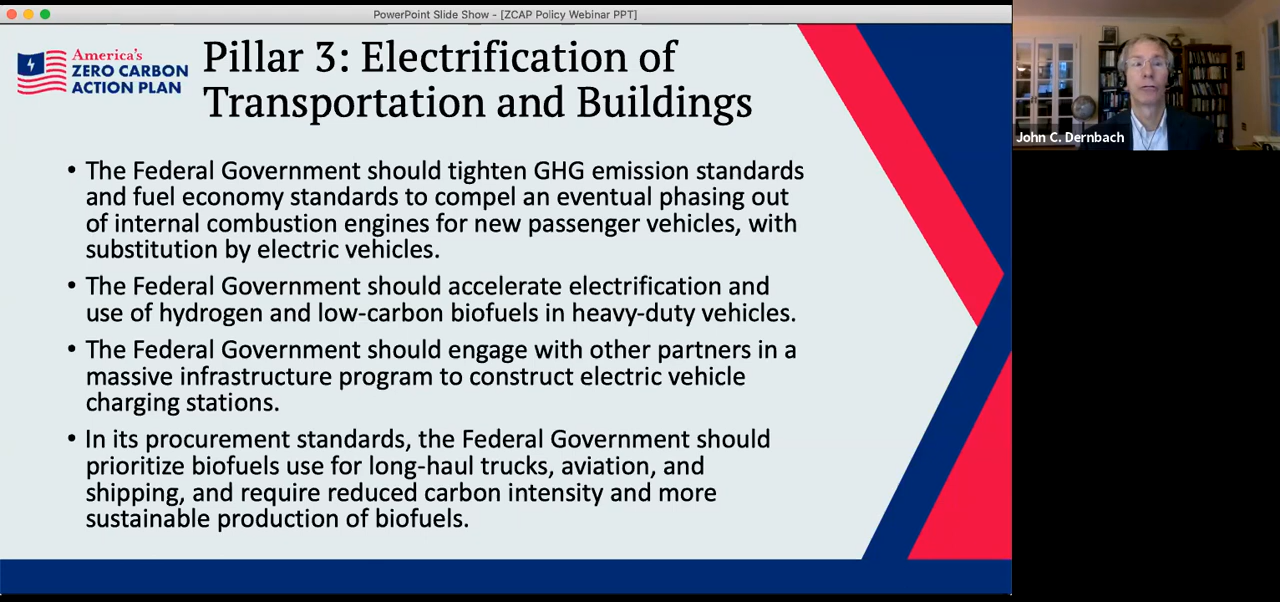 PowerPoint Slide Show - [ZCAP Policy Webinar PPT]
America's
ZERO CARBON
ACTION PLAN
Pillar 3: Electrification of
Transportation and Buildings
• The Federal Government should tighten GHG emission standards
and fuel economy standards to compel an eventual phasing out
of internal combustion engines for new passenger vehicles, with
substitution by electric vehicles.
• The Federal Government should accelerate electrification and
use of hydrogen and low-carbon biofuels in heavy-duty vehicles.
• The Federal Government should engage with other partners in a
massive infrastructure program to construct electric vehicle
charging stations.
• In its procurement standards, the Federal Government should
prioritize biofuels use for long-haul trucks, aviation, and
shipping, and require reduced carbon intensity and more
sustainable production of biofuels.
John C. Dernbach